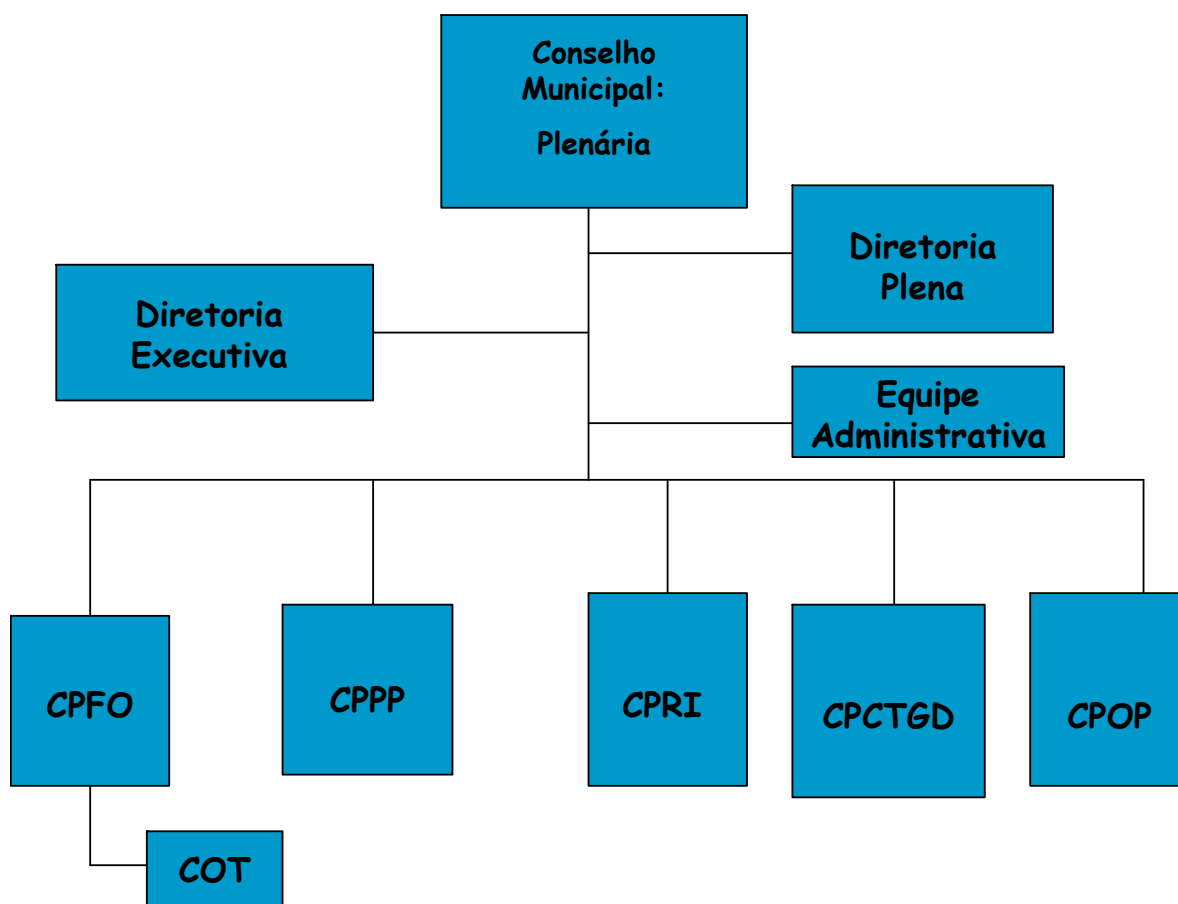 Conselho
Municipal:
Plenária
Diretoria
Plena
Diretoria
Executiva
Equipe
Administrativa
CPFO
CPPP
CPRI
CPCTGD
CPOP
COT